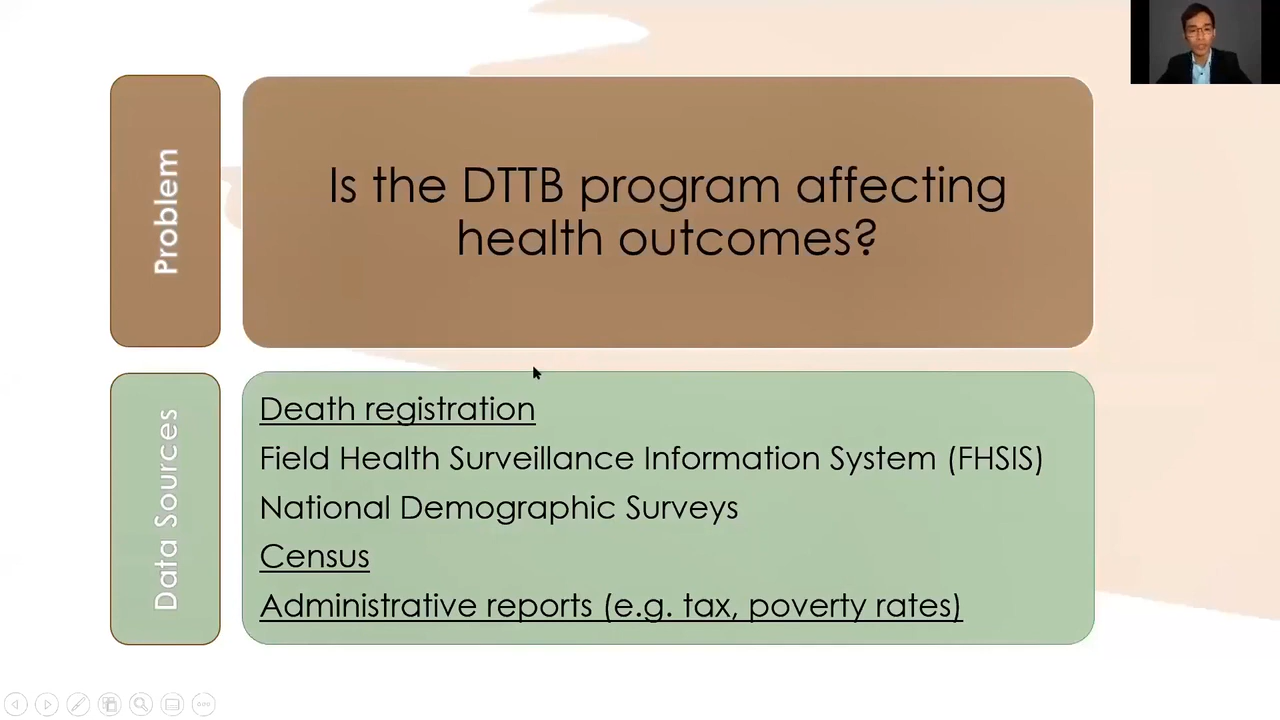 Problem
Is the DTTB program affecting
health outcomes?
Data Sources
Death registration
Field Health Surveillance Information System (FHSIS)
National Demographic Surveys
Census
Administrative reports (e.g. tax, poverty rates)